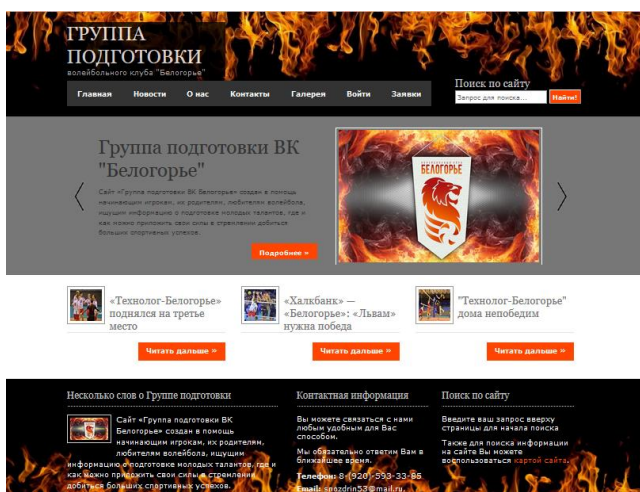 ГРУППА
ПОДГОТОВКИ
волейбольного клуба "Белогорье"
Главная Новости О нас Контакты Галерея Войти Заявки
Поиск по сайту
Запрос для поиска... Найти!
Группа подготовки ВК
"Белогорье"
Сайт «Группа подготовки ВК Белогорье» создан в помощь
начинающим игрокам, их родителям, любителям волейбола,
ищущим информацию о подготовке молодых талантов, где и
как можно приложить свои силы в стремлении добиться
больших спортивных успехов.
Подробнее »
БЕЛОГОРЬЕ
«Технолог-Белогорье»
поднялся на третье
место
Читать дальше »
«Халкбанк» —
«Белогорье»: «Львам»
нужна победа
Читать дальше »
"Технолог-Белогорье"
дома непобедим
Читать дальше »
Несколько слов о Группе подготовки
Сайт «Группа подготовки ВК
Белогорье» создан в помощь
начинающим игрокам, их родителям,
любителям волейбола, ищущим
информацию о подготовке молодых талантов, где и
как можно приложить свои силы в стремлении
добиться больших спортивных успехов.
Контактная информация
Вы можете связаться с нами
любым удобным для Вас
способом.
Мы обязательно ответим Вам в
ближайшее время.
Телефон: 8-(920)-593-33-65
Email: snozdrin53@mail.ru,
Поиск по сайту
Введите ваш запрос вверху
страницы для начала поиска
Также для поиска информации
на сайте Вы можете
воспользоваться картой сайта.